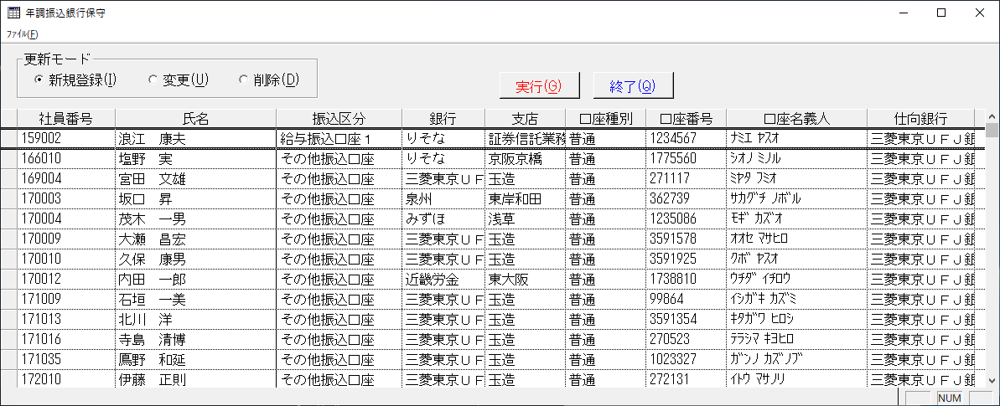 年調振込銀行保守
ﾌｧｲﾙ(F)
更新モード
新規登録(I) 変更(U) 削除(D)
実行(G) 終了(Q)
社員番号 氏名 振込区分 銀行 支店 口座種別 口座番号 口座名義人 仕向銀行
159002 浪江 康夫 給与振込口座１ りそな 証券信託業務 普通 1234567 ﾅﾐｴ ﾔｽｵ 三菱東京ＵＦＪ銀
166010 塩野 実 その他振込口座 りそな 京阪京橋 普通 1775560 ｼｵﾉ ﾐﾉﾙ 三菱東京ＵＦＪ銀
169004 宮田 文雄 その他振込口座 三菱東京ＵＦ 玉造 普通 271117 ﾐﾔﾀ ﾌﾐｵ 三菱東京ＵＦＪ銀
170003 坂口 昇 その他振込口座 泉州 東岸和田 普通 362739 ｻｶｸﾞﾁ ﾉﾎﾞﾙ 三菱東京ＵＦＪ銀
170004 茂木 一男 その他振込口座 みずほ 浅草 普通 1235086 ﾓｷﾞ ｶｽﾞｵ 三菱東京ＵＦＪ銀
170009 大瀬 昌宏 その他振込口座 三菱東京ＵＦ 玉造 普通 3591578 ｵｵｾ ﾏｻﾋﾛ 三菱東京ＵＦＪ銀
170010 久保 康男 その他振込口座 三菱東京ＵＦ 玉造 普通 3591925 ｸﾎﾞ ﾔｽｵ 三菱東京ＵＦＪ銀
170012 内田 一郎 その他振込口座 近畿労金 東大阪 普通 1738810 ｳﾁﾀﾞ ｲﾁﾛｳ 三菱東京ＵＦＪ銀
171009 石垣 一美 その他振込口座 三菱東京ＵＦ 玉造 普通 99864 ｲｼｶﾞｷ ｶｽﾞﾐ 三菱東京ＵＦＪ銀
171013 北川 洋 その他振込口座 三菱東京ＵＦ 玉造 普通 3591354 ｷﾀｶﾞﾜ ﾋﾛｼ 三菱東京ＵＦＪ銀
171016 寺島 清博 その他振込口座 三菱東京ＵＦ 玉造 普通 270523 ﾃﾗｼﾏ ｷﾖﾋﾛ 三菱東京ＵＦＪ銀
171035 鳫野 和延 その他振込口座 三菱東京ＵＦ 玉造 普通 1023327 ｶﾞﾝﾉ ｶｽﾞﾉﾌﾞ 三菱東京ＵＦＪ銀
172010 伊藤 正則 その他振込口座 三菱東京ＵＦ 玉造 普通 272131 ｲﾄｳ ﾏｻﾉﾘ 三菱東京ＵＦＪ銀
NUM